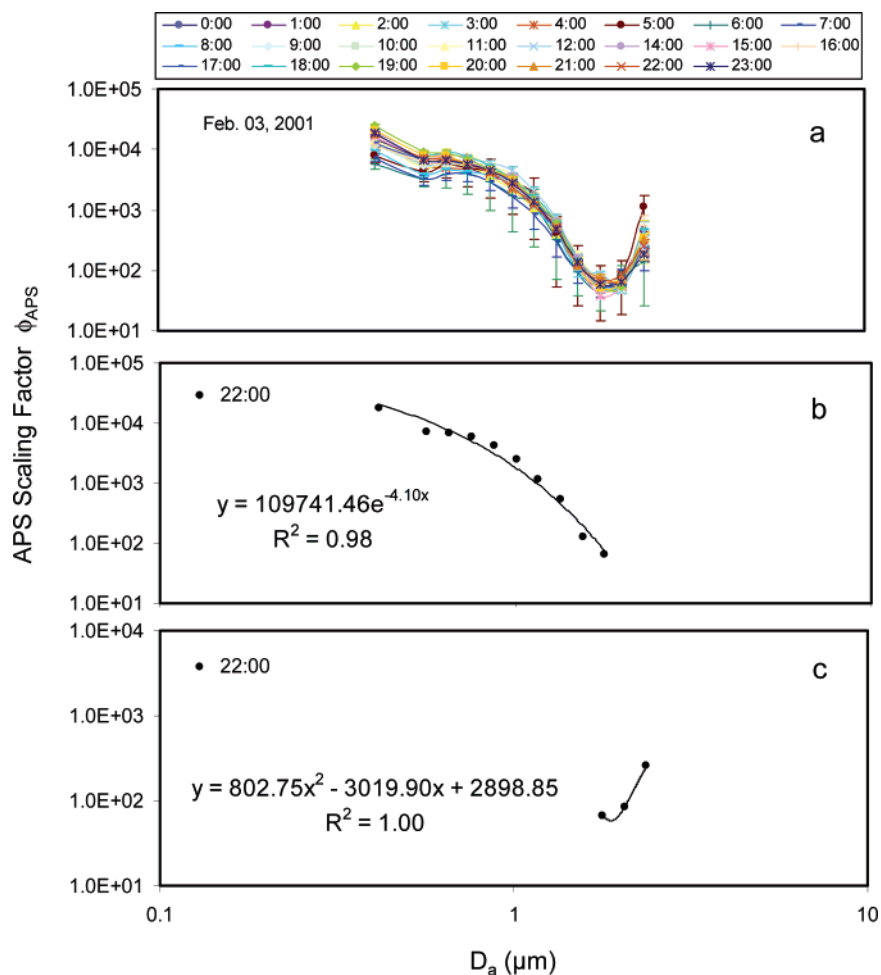 0:00 1:00 2:00 3:00 4:00 5:00 6:00 7:00
8:00 9:00 10:00 11:00 12:00 14:00 15:00 16:00
17:00 18:00 19:00 20:00 21:00 22:00 23:00
1.0E+05
1.0E+04
1.0E+03
1.0E+02
1.0E+01
Feb. 03, 2001
a
APS Scaling Factor ϕAPS
1.0E+05
1.0E+04
1.0E+03
1.0E+02
1.0E+01
22:00
b
y = 109741.46e^-4.10x
R² = 0.98
1.0E+04
1.0E+03
1.0E+02
1.0E+01
22:00
c
y = 802.75x² - 3019.90x + 2898.85
R² = 1.00
0.1 1 10
Da (µm)